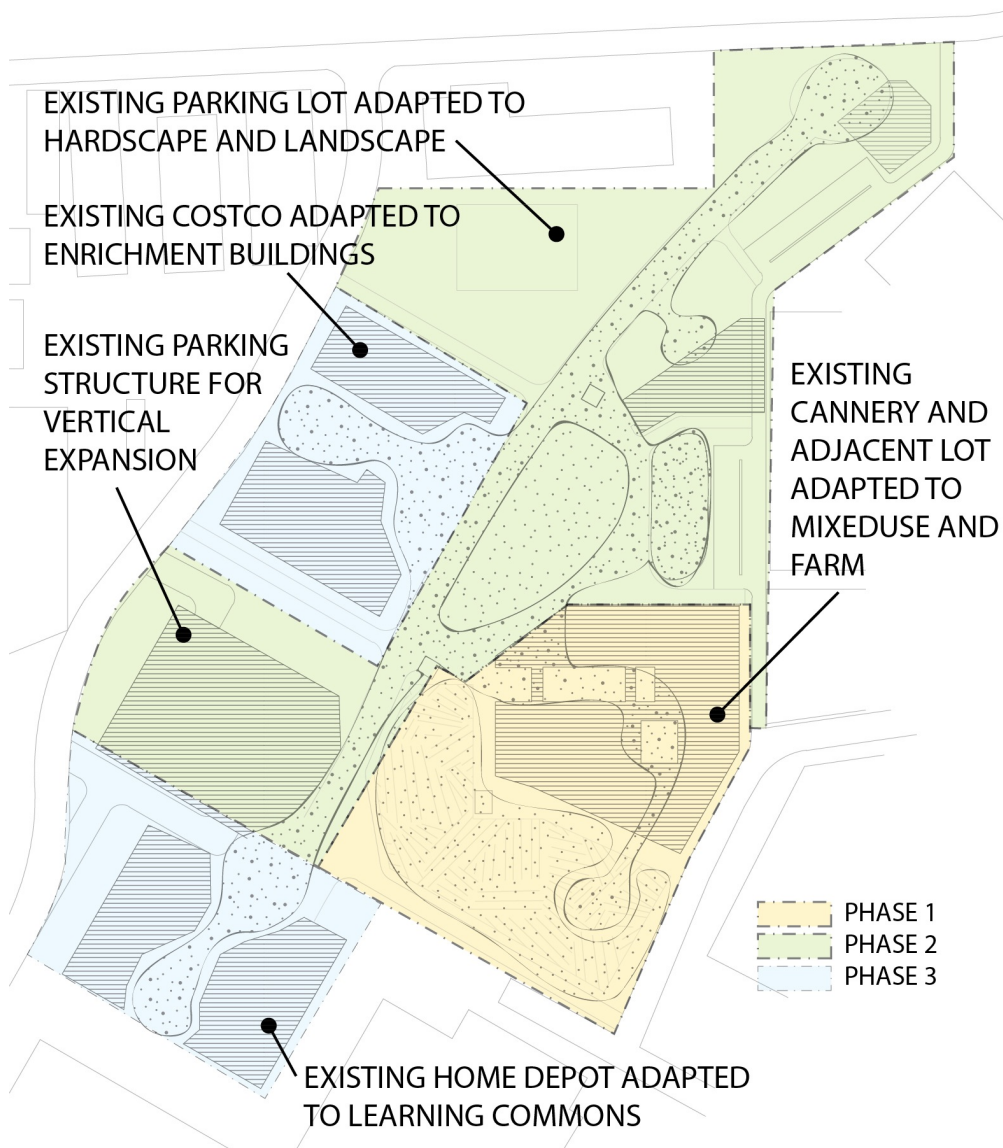 EXISTING PARKING LOT ADAPTED TO
HARDSCAPE AND LANDSCAPE
EXISTING COSTCO ADAPTED TO
ENRICHMENT BUILDINGS
EXISTING PARKING
STRUCTURE FOR
VERTICAL
EXPANSION
EXISTING
CANNERY AND
ADJACENT LOT
ADAPTED TO
MIXEDUSE AND
FARM
PHASE 1
PHASE 2
PHASE 3
EXISTING HOME DEPOT ADAPTED
TO LEARNING COMMONS